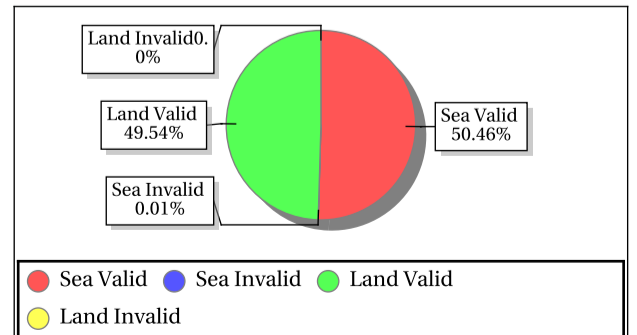 Land Invalid0.
0%
Land Valid
49.54%
Sea Valid
50.46%
Sea Invalid
0.01%
Sea Valid Sea Invalid Land Valid
Land Invalid